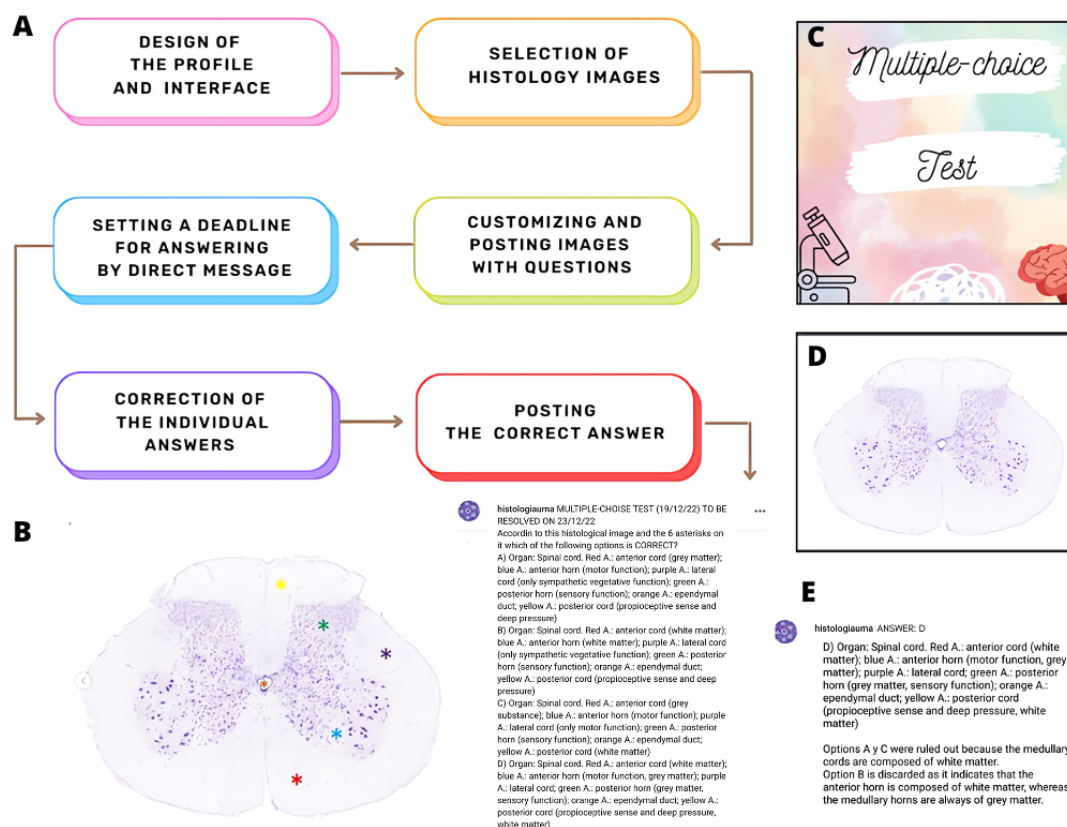 A
DESIGN OF
THE PROFILE
AND INTERFACE
SELECTION OF
HISTOLOGY IMAGES
CUSTOMIZING AND
POSTING IMAGES
WITH QUESTIONS
SETTING A DEADLINE
FOR ANSWERING
BY DIRECT MESSAGE
CORRECTION OF
THE INDIVIDUAL
ANSWERS
POSTING
THE CORRECT ANSWER
B
histologiauma MULTIPLE-CHOISE TEST (19/12/22) TO BE
RESOLVED ON 23/12/22
Accordin to this histological image and the 6 asterisks on
it which of the following options is CORRECT?
A) Organ: Spinal cord. Red A.: anterior cord (grey matter);
blue A.: anterior horn (motor function); purple A.: lateral
cord (only sympathetic vegetative function); green A.:
posterior horn (sensory function); orange A.: ependymal
duct; yellow A.: posterior cord (propioceptive sense and
deep pressure)
B) Organ: Spinal cord. Red A.: anterior cord (white matter);
blue A.: anterior horn (white matter); purple A.: lateral cord
(only sympathetic vegetative function); green A.: posterior
horn (sensory function); orange A.: ependymal duct;
yellow A.: posterior cord (propioceptive sense and deep
pressure)
C) Organ: Spinal cord. Red A.: anterior cord (grey
substance); blue A.: anterior horn (motor function); purple
A.: lateral cord (only motor function); green A.: posterior
horn (sensory function); orange A.: ependymal duct;
yellow A.: posterior cord (white matter)
D) Organ: Spinal cord. Red A.: anterior cord (white matter);
blue A.: anterior horn (motor function, grey matter); purple
A.: lateral cord; green A.: posterior horn (grey matter,
sensory function); orange A.: ependymal duct; yellow A.:
posterior cord (propioceptive sense and deep pressure,
white matter)
C
Multiple-choice
Test
D
E
histologiauma ANSWER: D
D) Organ: Spinal cord. Red A.: anterior cord (white
matter); blue A.: anterior horn (motor function, grey
matter); purple A.: lateral cord; green A.: posterior
horn (grey matter, sensory function); orange A.:
ependymal duct; yellow A.: posterior cord
(propioceptive sense and deep pressure, white
matter)
Options A y C were ruled out because the medullary
cords are composed of white matter.
Option B is discarded as it indicates that the
anterior horn is composed of white matter, whereas
the medullary horns are always of grey matter.